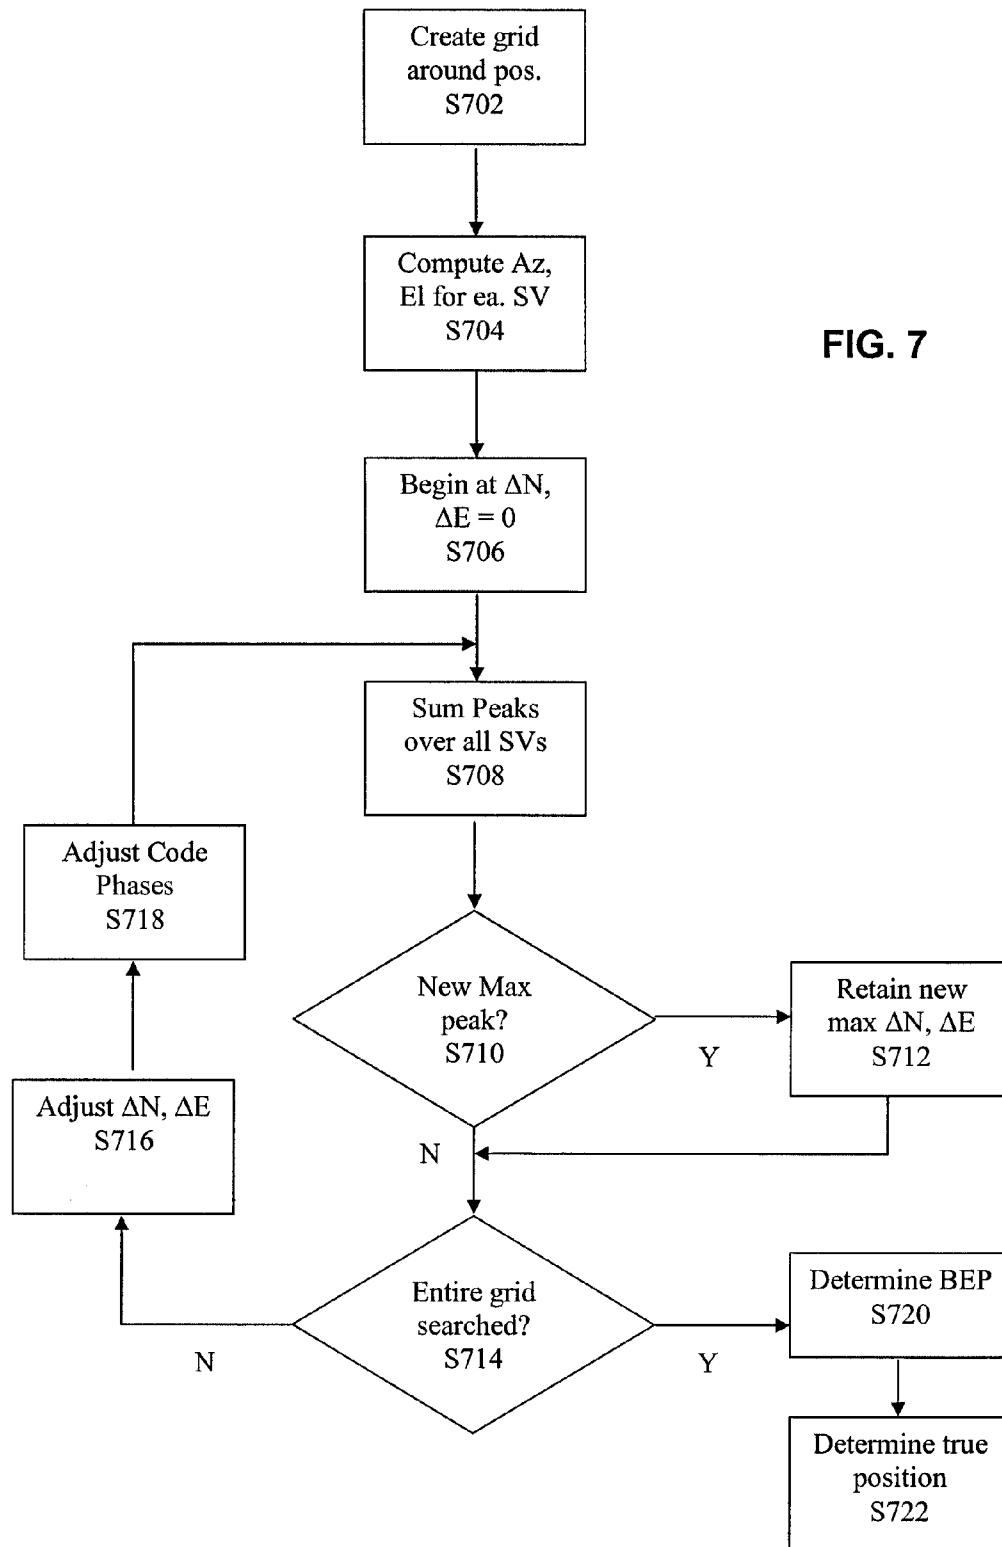 Create grid
around pos.
S702
Compute Az,
El for ea. SV
S704
FIG. 7
Begin at ΔN,
ΔE = 0
S706
Sum Peaks
over all SVs
S708
Adjust Code
Phases
S718
New Max
peak?
S710
Y
Retain new
max ΔN, ΔE
S712
Adjust ΔN, ΔE
S716
N
Entire grid
searched?
S714
N
Y
Determine BEP
S720
Determine true
position
S722